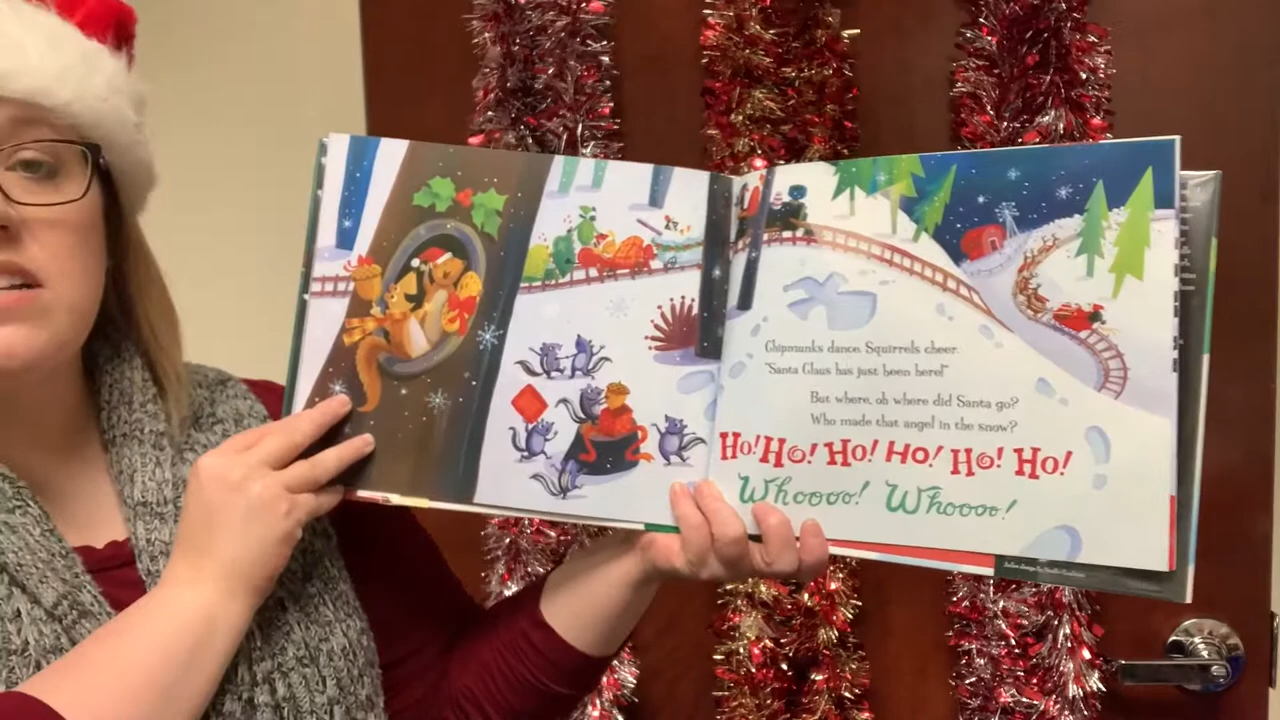 Chipmunks dance. Squirrels cheer.
"Santa Claus has just been here!"
But where, oh where did Santa go?
Who made that angel in the snow?
Ho! Ho! Ho! Ho! Ho! Ho!
Whoooo! Whoooo!